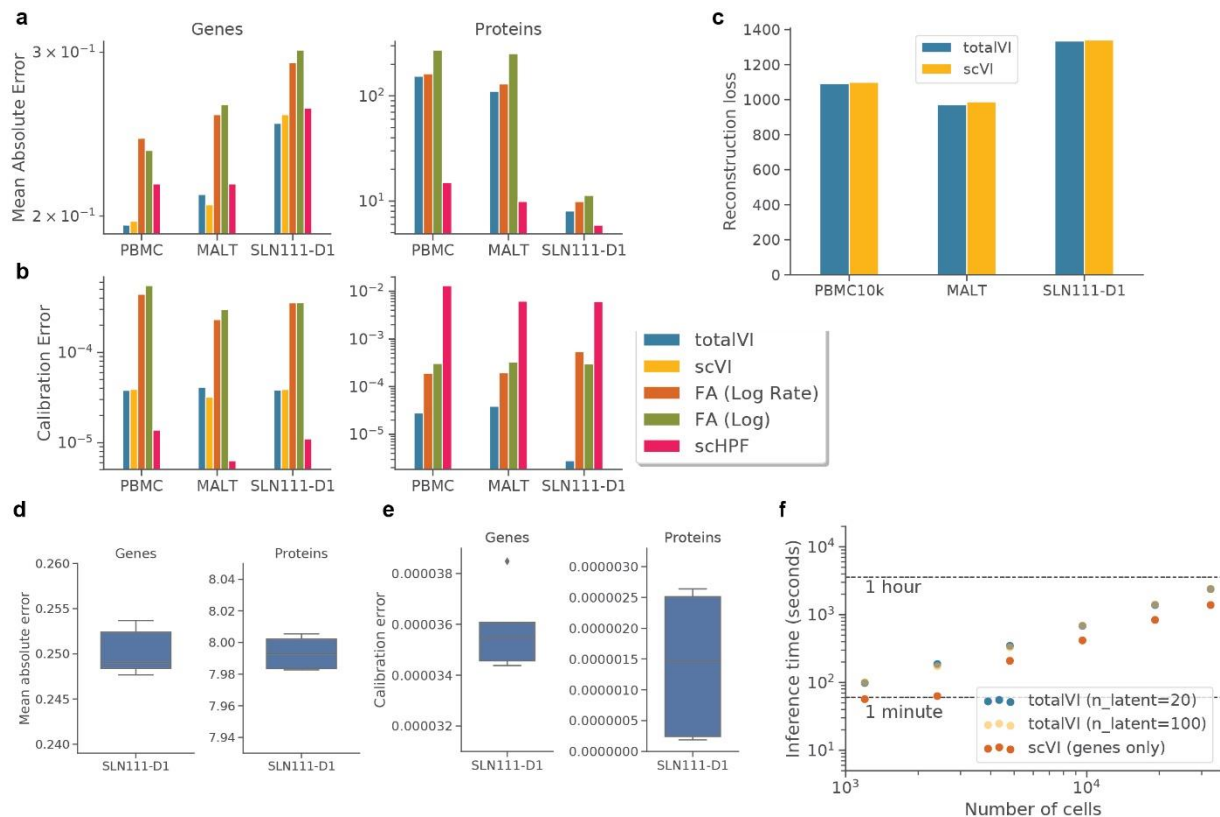 a
Genes
Proteins
Mean Absolute Error
3 × 10⁻¹
2 × 10⁻¹
10²
10¹
PBMC
MALT
SLN111-D1
PBMC
MALT
SLN111-D1
b
Calibration Error
10⁻⁴
10⁻⁵
10⁻²
10⁻³
10⁻⁴
10⁻⁵
PBMC
MALT
SLN111-D1
PBMC
MALT
SLN111-D1
totalVI
scVI
FA (Log Rate)
FA (Log)
scHPF
c
Reconstruction loss
1400
1200
1000
800
600
400
200
0
totalVI
scVI
PBMC10k
MALT
SLN111-D1
d
Genes
Mean absolute error
0.260
0.255
0.250
0.245
0.240
SLN111-D1
Proteins
8.04
8.02
8.00
7.98
7.96
7.94
SLN111-D1
e
Genes
Calibration error
0.000038
0.000036
0.000034
0.000032
SLN111-D1
Proteins
0.0000030
0.0000025
0.0000020
0.0000015
0.0000010
0.0000005
0.0000000
SLN111-D1
f
Inference time (seconds)
10⁴
10³
10²
10¹
1 hour
1 minute
totalVI (n_latent=20)
totalVI (n_latent=100)
scVI (genes only)
10³
10⁴
Number of cells